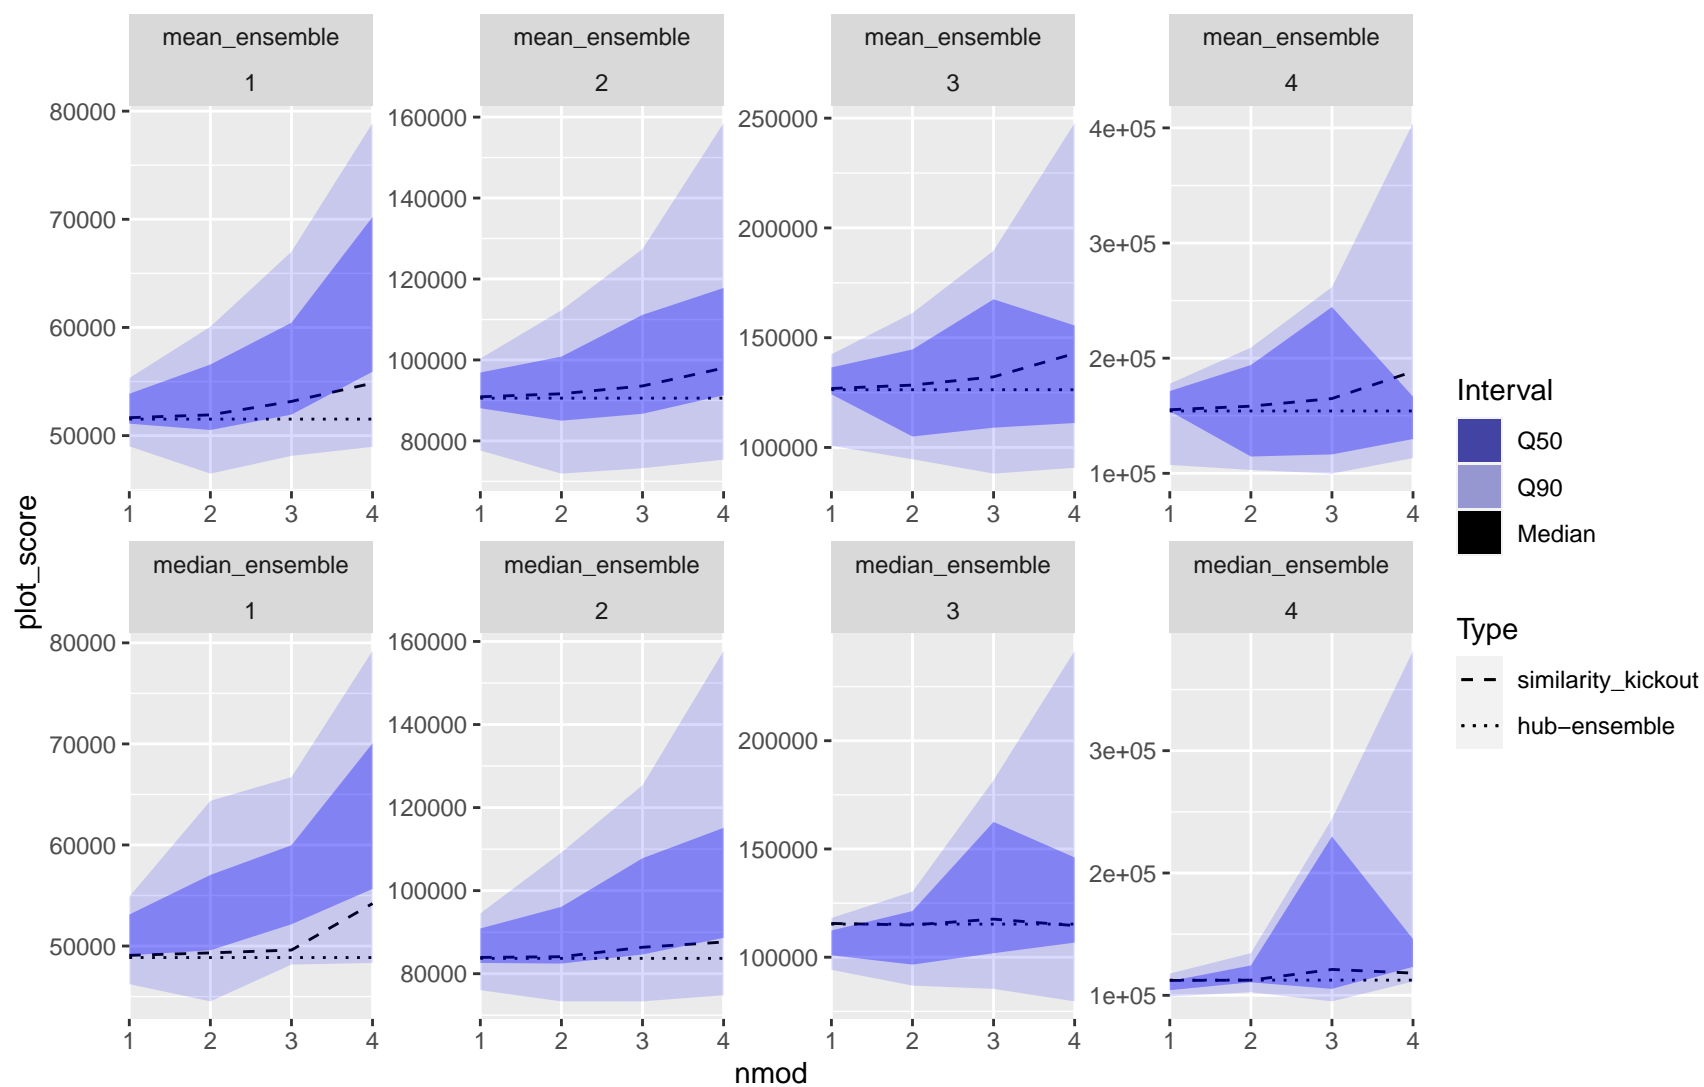 mean_ensemble
1
mean_ensemble
2
mean_ensemble
3
mean_ensemble
4
80000
70000
60000
50000
160000
140000
120000
100000
80000
250000
200000
150000
100000
4e+05
3e+05
2e+05
1e+05
1 2 3 4
1 2 3 4
1 2 3 4
1 2 3 4
median_ensemble
1
median_ensemble
2
median_ensemble
3
median_ensemble
4
80000
70000
60000
50000
160000
140000
120000
100000
80000
200000
150000
100000
3e+05
2e+05
1e+05
1 2 3 4
1 2 3 4
1 2 3 4
1 2 3 4
plot_score
nmod
Interval
Q50
Q90
Median
Type
similarity_kickout
hub−ensemble